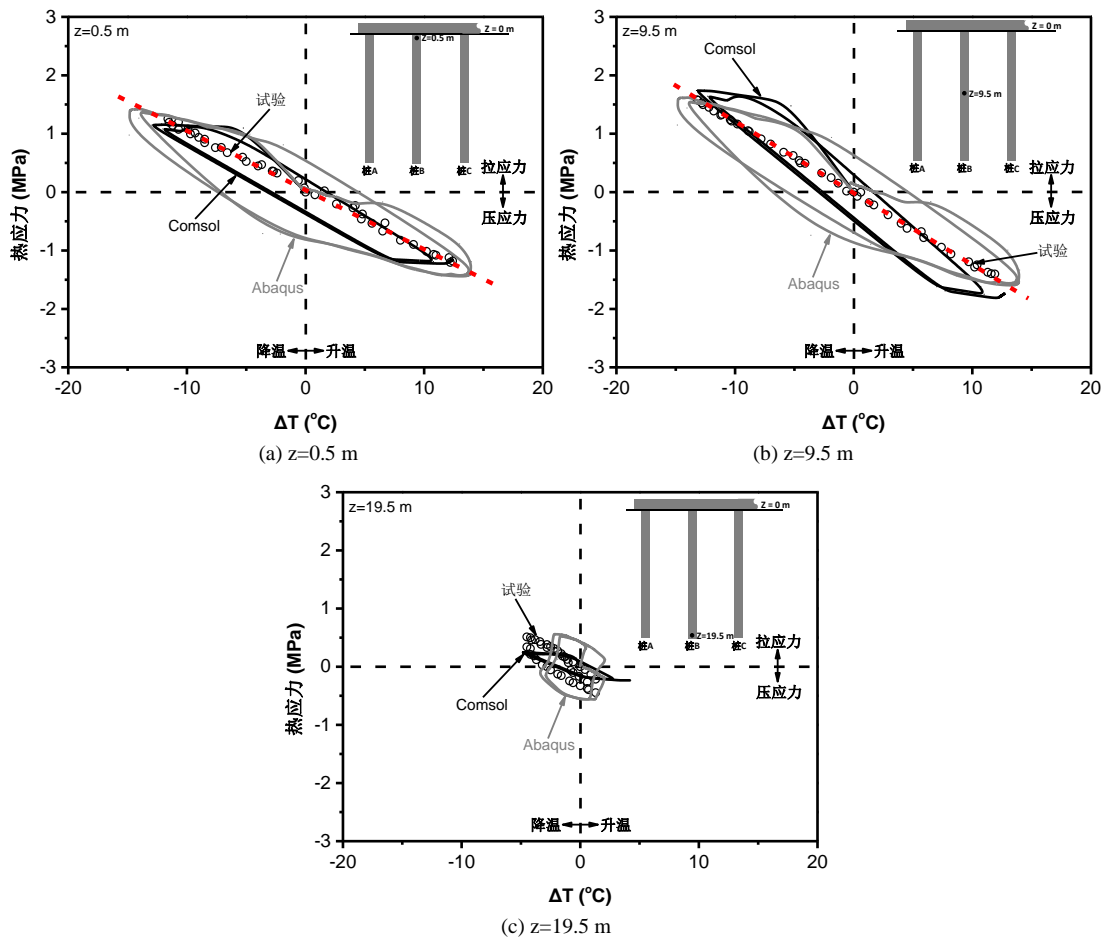 z=0.5 m
Z = 0 m
Z=0.5 m
试验
Comsol
Abaqus
桩A
桩B
桩C
拉应力
压应力
降温
升温
热应力 (MPa)
3
2
1
0
-1
-2
-3
-20
-10
0
10
20
ΔT (°C)
(a) z=0.5 m
z=9.5 m
Z = 0 m
Z=9.5 m
Comsol
试验
Abaqus
桩A
桩B
桩C
拉应力
压应力
降温
升温
热应力 (MPa)
3
2
1
0
-1
-2
-3
-20
-10
0
10
20
ΔT (°C)
(b) z=9.5 m
z=19.5 m
Z = 0 m
Z=19.5 m
试验
Comsol
Abaqus
桩A
桩B
桩C
拉应力
压应力
降温
升温
热应力 (MPa)
3
2
1
0
-1
-2
-3
-20
-10
0
10
20
ΔT (°C)
(c) z=19.5 m